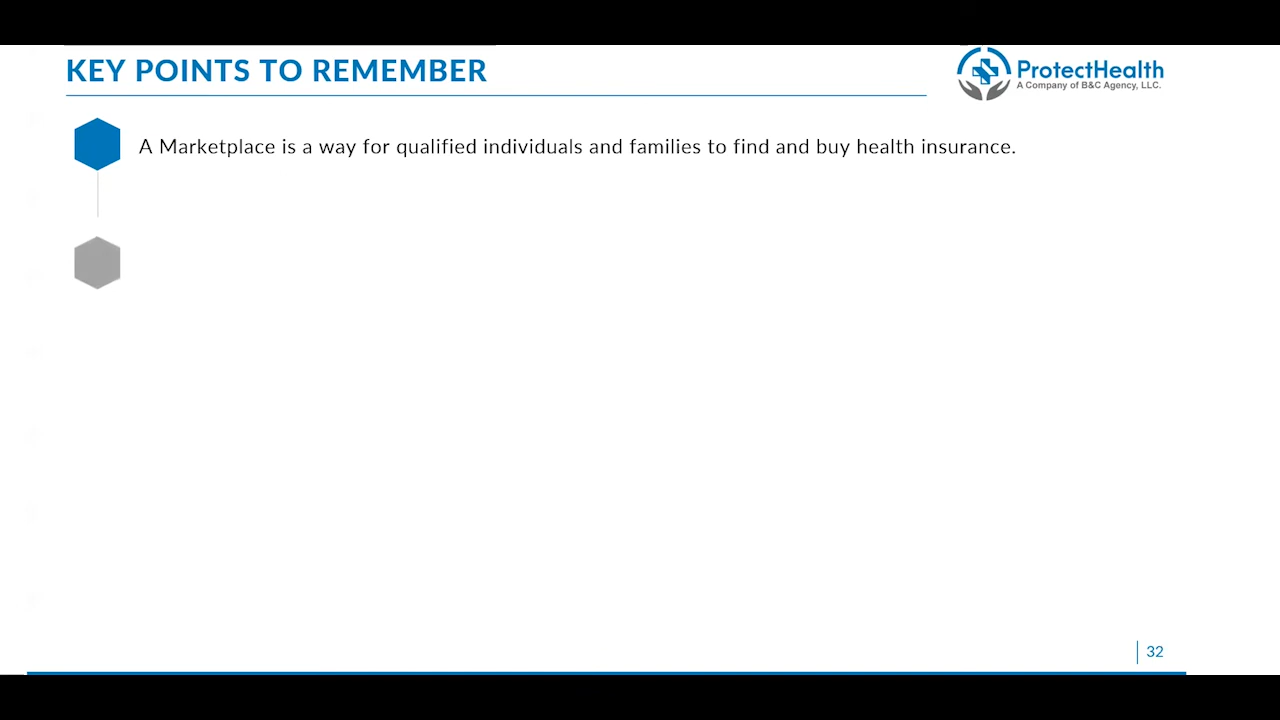 KEY POINTS TO REMEMBER
ProtectHealth
A Company of B&C Agency, LLC.
A Marketplace is a way for qualified individuals and families to find and buy health insurance.
32